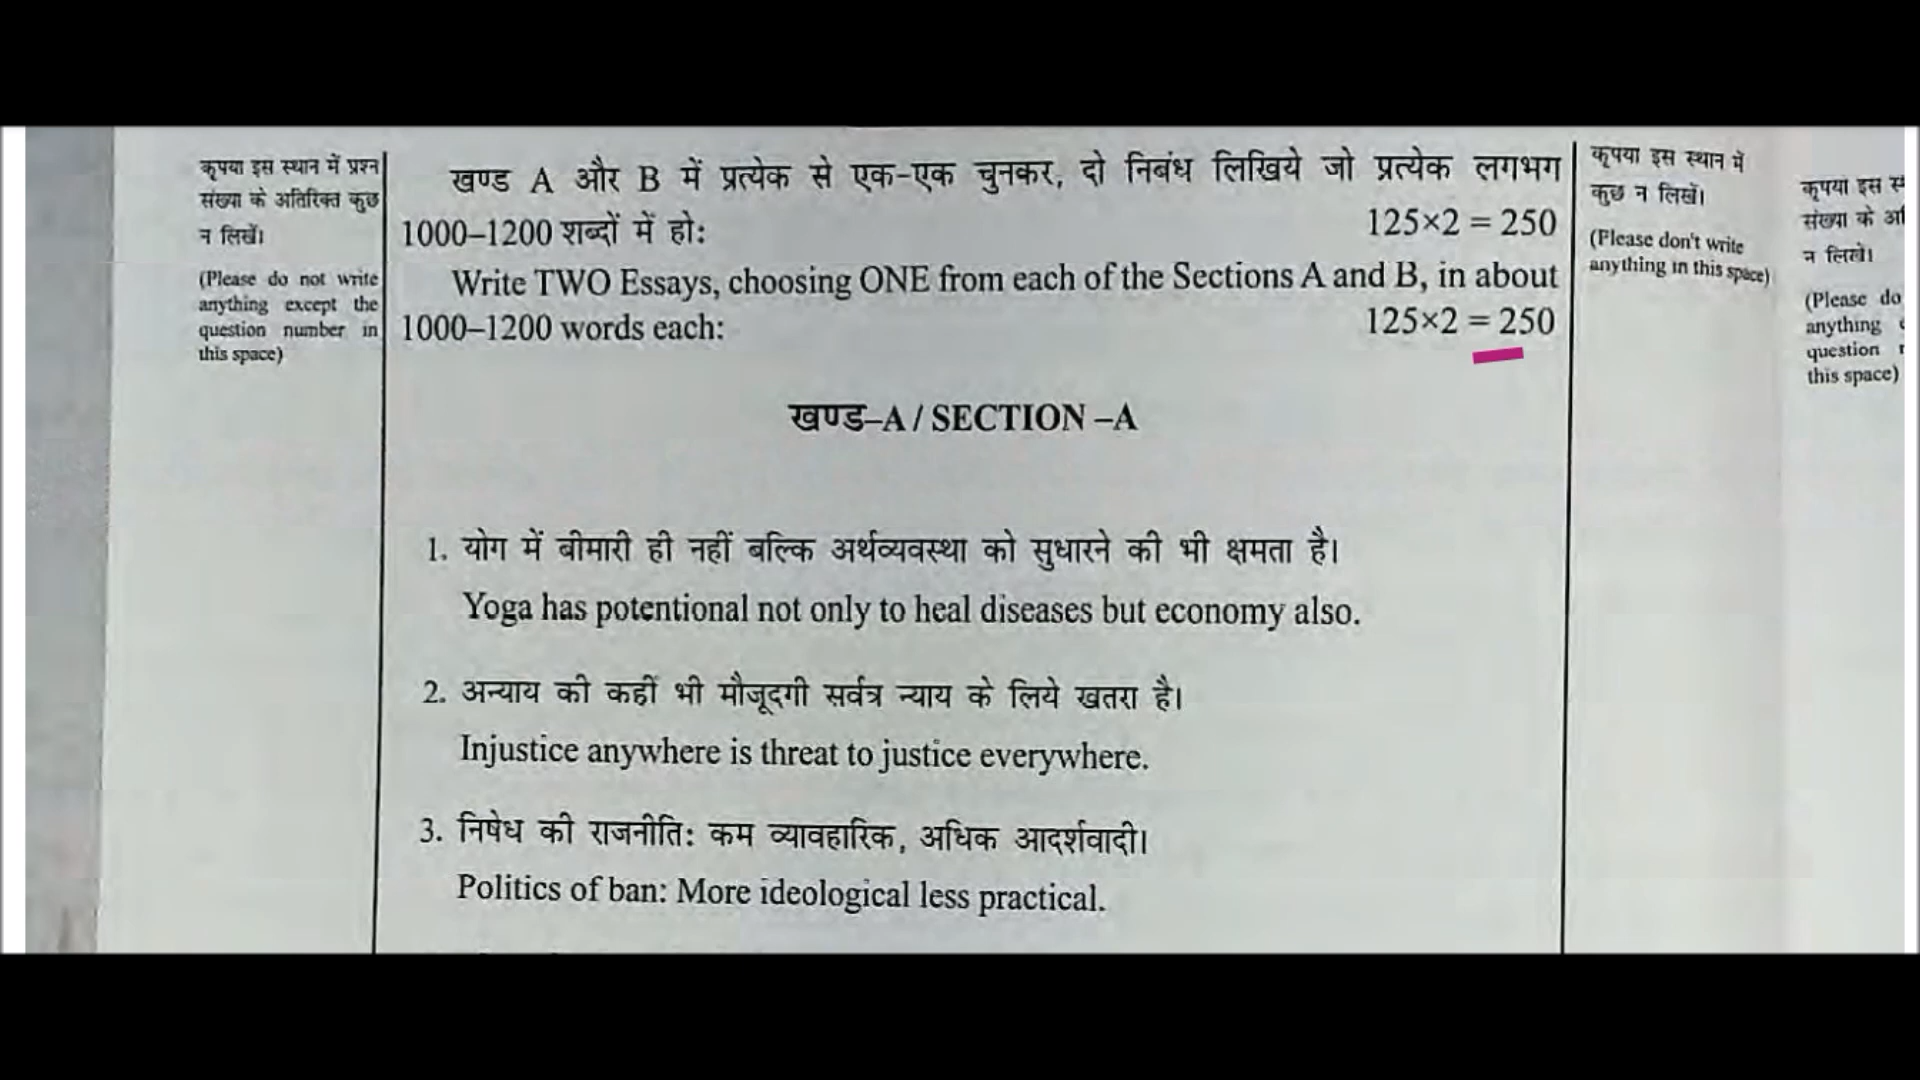 कृपया इस स्थान में प्रश्न
संख्या के अतिरिक्त कुछ
न लिखें।
(Please do not write
anything except the
question number in
this space)
खण्ड A और B में प्रत्येक से एक-एक चुनकर, दो निबंध लिखिये जो प्रत्येक लगभग
1000–1200 शब्दों में हो: 125×2 = 250
Write TWO Essays, choosing ONE from each of the Sections A and B, in about
1000–1200 words each: 125×2 = 250
खण्ड–A / SECTION –A
1. योग में बीमारी ही नहीं बल्कि अर्थव्यवस्था को सुधारने की भी क्षमता है।
Yoga has potentional not only to heal diseases but economy also.
2. अन्याय की कहीं भी मौजूदगी सर्वत्र न्याय के लिये खतरा है।
Injustice anywhere is threat to justice everywhere.
3. निषेध की राजनीति: कम व्यावहारिक, अधिक आदर्शवादी।
Politics of ban: More ideological less practical.
कृपया इस स्थान में
कुछ न लिखें।
(Please don't write
anything in this space)
कृपया इस
संख्या के
न लिखें।
(Please do
anything
question
this space)